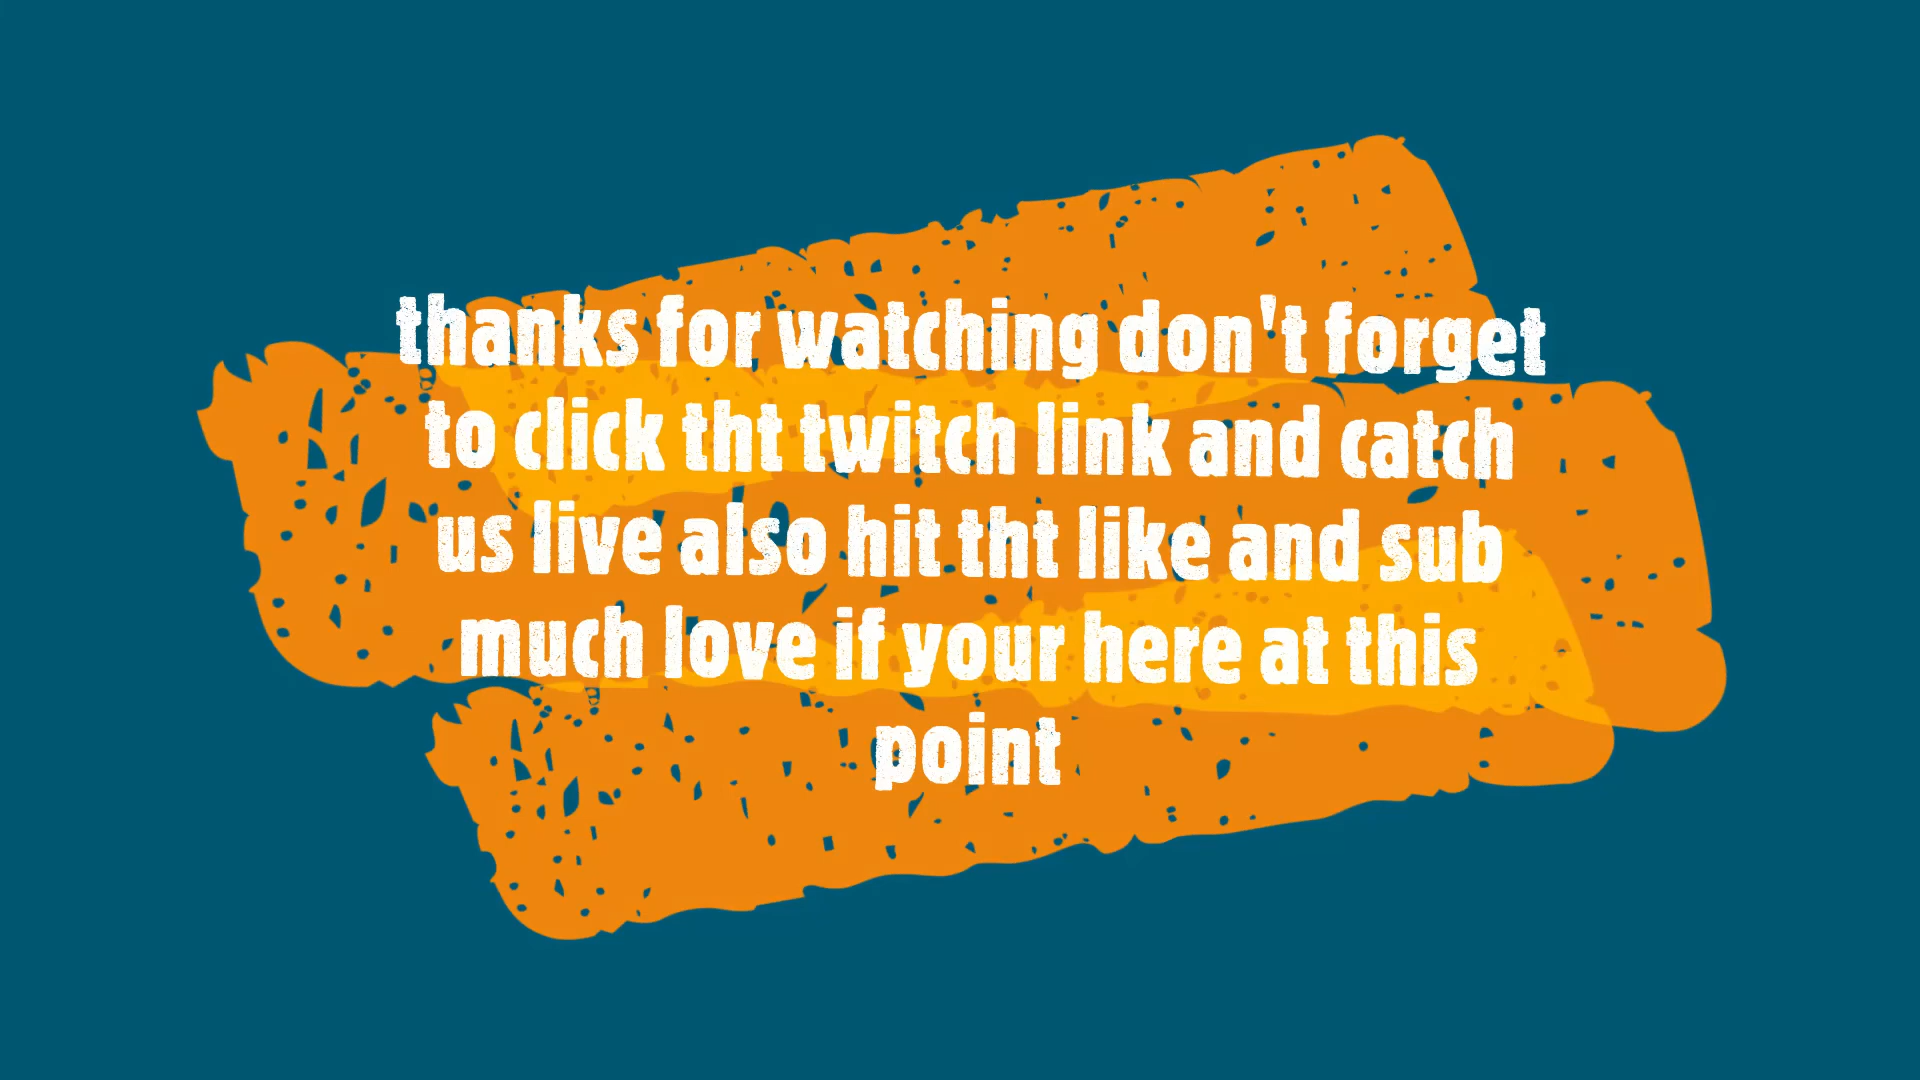 thanks for watching don't forget
to click tht twitch link and catch
us live also hit tht like and sub
much love if your here at this
point